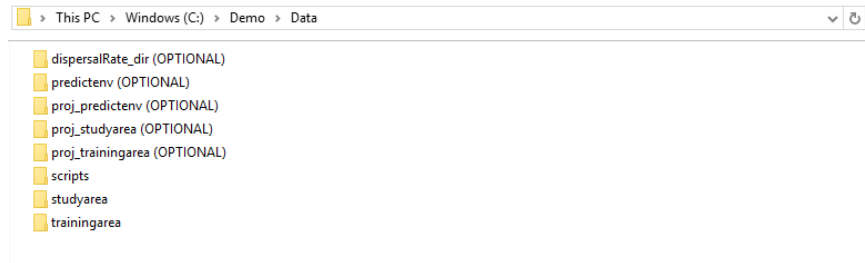 This PC > Windows (C:) > Demo > Data
dispersalRate_dir (OPTIONAL)
predictenv (OPTIONAL)
proj_predictenv (OPTIONAL)
proj_studyarea (OPTIONAL)
proj_trainingarea (OPTIONAL)
scripts
studyarea
trainingarea